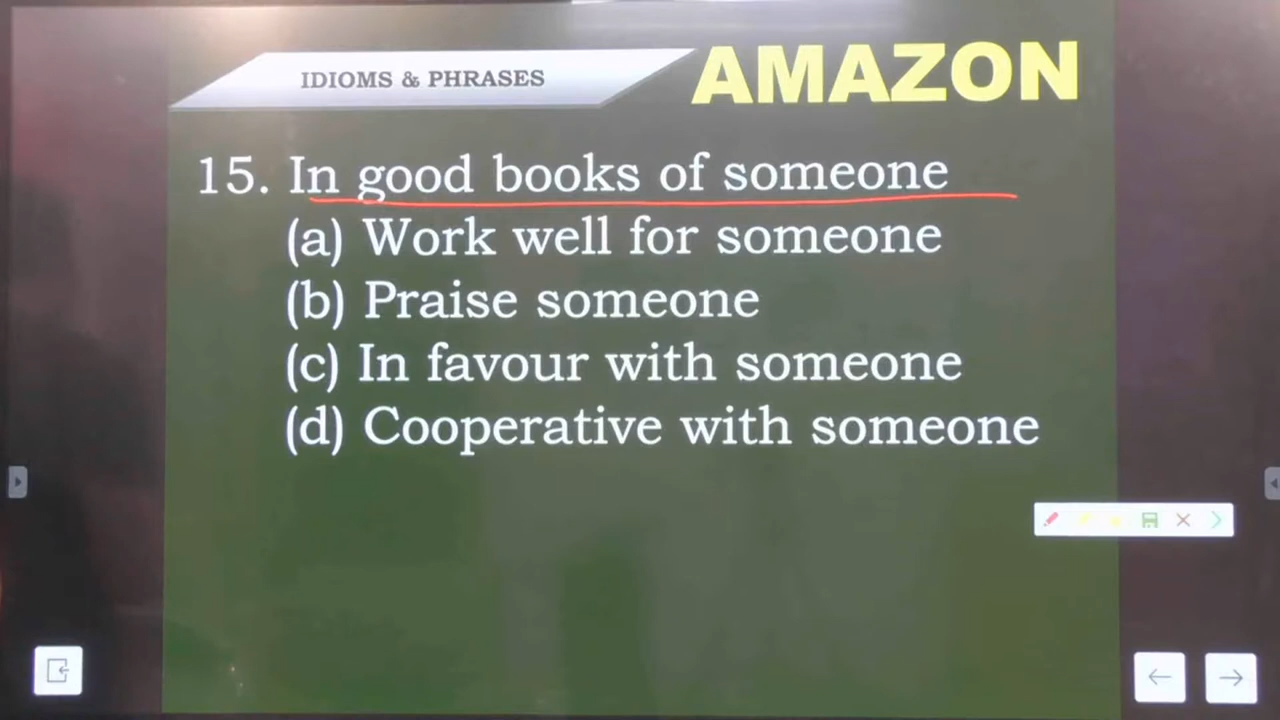 IDIOMS & PHRASES
AMAZON
15. In good books of someone
(a) Work well for someone
(b) Praise someone
(c) In favour with someone
(d) Cooperative with someone